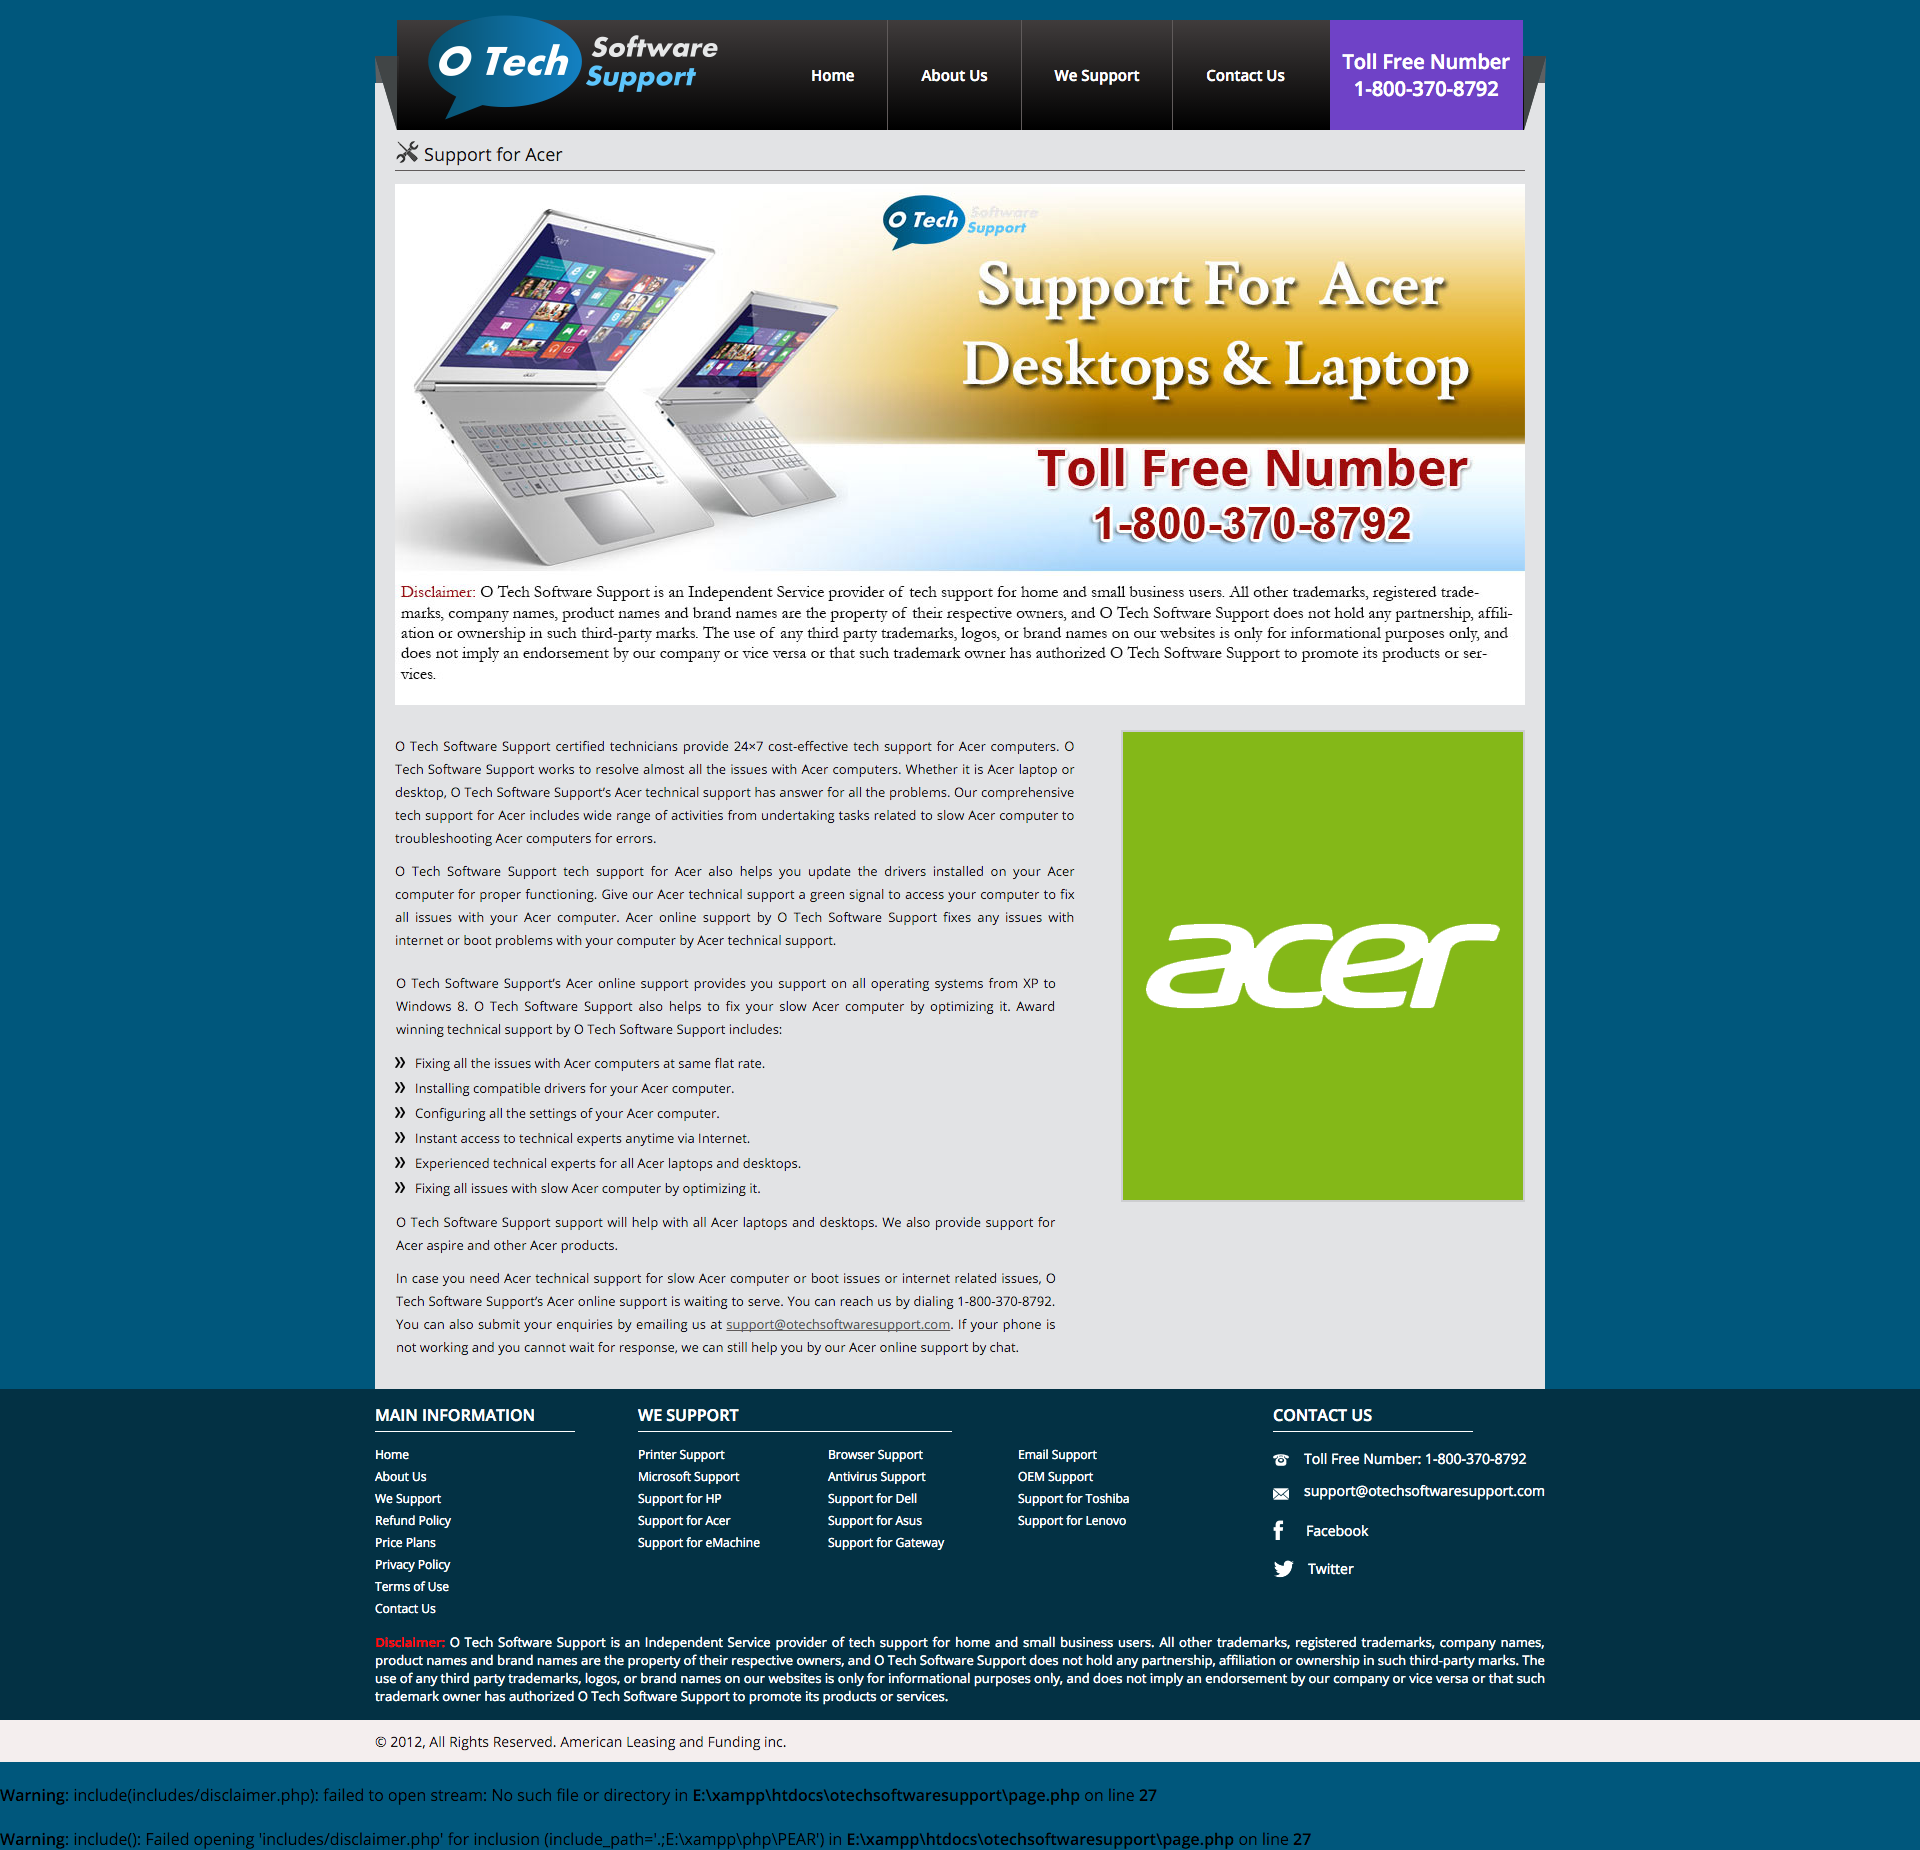 O Tech Software
Support
Home
About Us
We Support
Contact Us
Toll Free Number
1-800-370-8792
Support for Acer
O Tech Software
Support
Support For Acer
Desktops & Laptop
Toll Free Number
1-800-370-8792
Start
acer
Disclaimer: O Tech Software Support is an Independent Service provider of tech support for home and small business users. All other trademarks, registered trade-
marks, company names, product names and brand names are the property of their respective owners, and O Tech Software Support does not hold any partnership, affili-
ation or ownership in such third-party marks. The use of any third party trademarks, logos, or brand names on our websites is only for informational purposes only, and
does not imply an endorsement by our company or vice versa or that such trademark owner has authorized O Tech Software Support to promote its products or ser-
vices.
O Tech Software Support certified technicians provide 24×7 cost-effective tech support for Acer computers. O
Tech Software Support works to resolve almost all the issues with Acer computers. Whether it is Acer laptop or
desktop, O Tech Software Support’s Acer technical support has answer for all the problems. Our comprehensive
tech support for Acer includes wide range of activities from undertaking tasks related to slow Acer computer to
troubleshooting Acer computers for errors.
O Tech Software Support tech support for Acer also helps you update the drivers installed on your Acer
computer for proper functioning. Give our Acer technical support a green signal to access your computer to fix
all issues with your Acer computer. Acer online support by O Tech Software Support fixes any issues with
internet or boot problems with your computer by Acer technical support.
O Tech Software Support’s Acer online support provides you support on all operating systems from XP to
Windows 8. O Tech Software Support also helps to fix your slow Acer computer by optimizing it. Award
winning technical support by O Tech Software Support includes:
Fixing all the issues with Acer computers at same flat rate.
Installing compatible drivers for your Acer computer.
Configuring all the settings of your Acer computer.
Instant access to technical experts anytime via Internet.
Experienced technical experts for all Acer laptops and desktops.
Fixing all issues with slow Acer computer by optimizing it.
O Tech Software Support support will help with all Acer laptops and desktops. We also provide support for
Acer aspire and other Acer products.
In case you need Acer technical support for slow Acer computer or boot issues or internet related issues, O
Tech Software Support’s Acer online support is waiting to serve. You can reach us by dialing 1-800-370-8792.
You can also submit your enquiries by emailing us at support@otechsoftwaresupport.com. If your phone is
not working and you cannot wait for response, we can still help you by our Acer online support by chat.
acer
MAIN INFORMATION
Home
About Us
We Support
Refund Policy
Price Plans
Privacy Policy
Terms of Use
Contact Us
WE SUPPORT
Printer Support
Microsoft Support
Support for HP
Support for Acer
Support for eMachine
Browser Support
Antivirus Support
Support for Dell
Support for Asus
Support for Gateway
Email Support
OEM Support
Support for Toshiba
Support for Lenovo
CONTACT US
Toll Free Number: 1-800-370-8792
support@otechsoftwaresupport.com
Facebook
Twitter
Disclaimer: O Tech Software Support is an Independent Service provider of tech support for home and small business users. All other trademarks, registered trademarks, company names,
product names and brand names are the property of their respective owners, and O Tech Software Support does not hold any partnership, affiliation or ownership in such third-party marks. The
use of any third party trademarks, logos, or brand names on our websites is only for informational purposes only, and does not imply an endorsement by our company or vice versa or that such
trademark owner has authorized O Tech Software Support to promote its products or services.
© 2012, All Rights Reserved. American Leasing and Funding inc.
Warning: include(includes/disclaimer.php): failed to open stream: No such file or directory in E:\xampp\htdocs\otechsoftwaresupport\page.php on line 27
Warning: include(): Failed opening 'includes/disclaimer.php' for inclusion (include_path='.;E:\xampp\php\PEAR') in E:\xampp\htdocs\otechsoftwaresupport\page.php on line 27